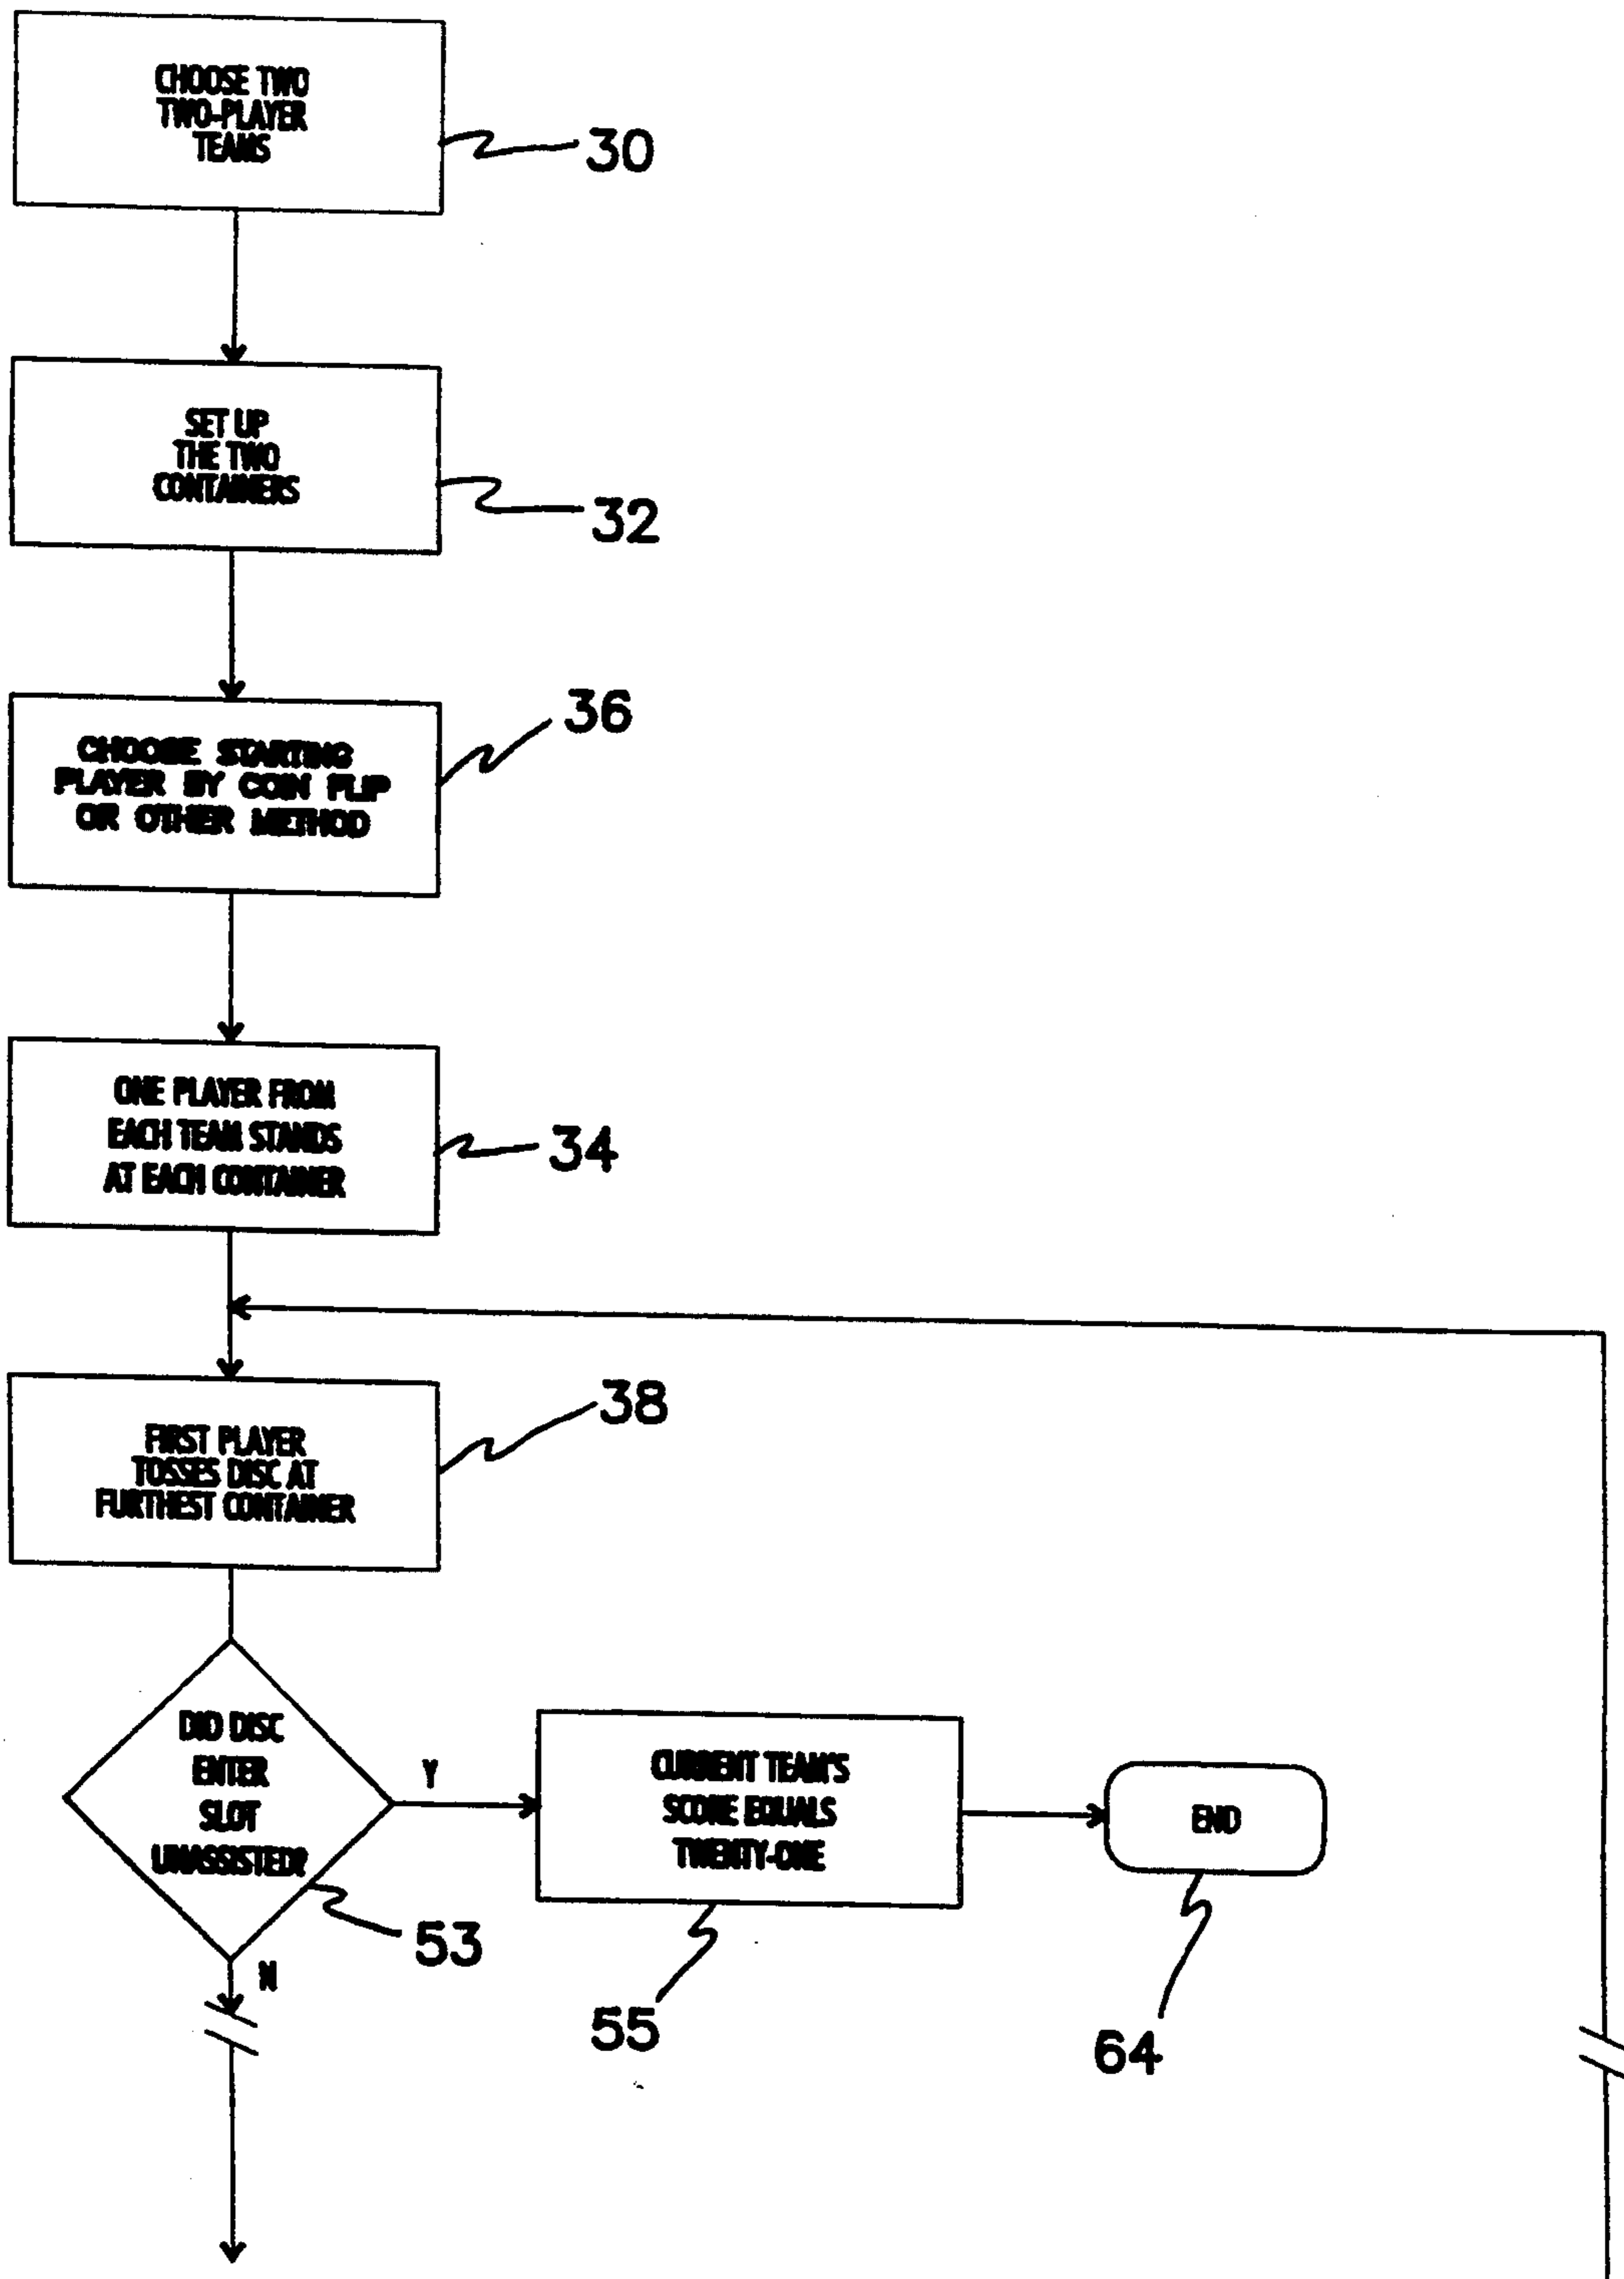 CHOOSE TWO
TWO-PLAYER
TEAMS
30
SET UP
THE TWO
CONTAINERS
32
36
CHOOSE STARTING
PLAYER BY COIN FLIP
OR OTHER METHOD
ONE PLAYER FROM
EACH TEAM STANDS
AT EACH CONTAINER
34
38
FIRST PLAYER
TOSSES DISC AT
FURTHEST CONTAINER
DID DISC
ENTER
SLOT
UNASSISTED?
Y
CURRENT TEAM'S
SCORE EQUALS
TWENTY-ONE
END
53
N
55
64